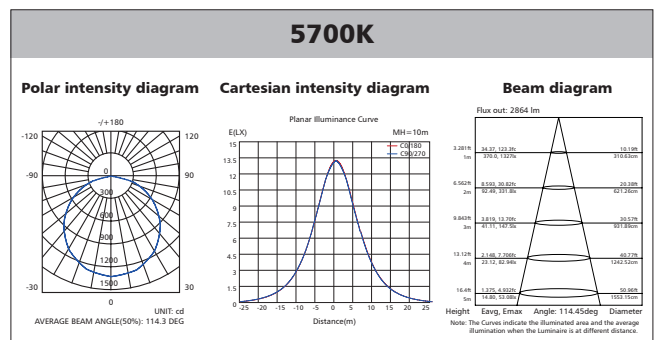 5700K
Polar intensity diagram
Cartesian intensity diagram
Beam diagram
-/+180
-120
120
-90
90
0
300
600
900
1200
1500
-30
30
0
UNIT: cd
AVERAGE BEAM ANGLE(50%): 114.3 DEG
Planar Illuminance Curve
E(LX)
MH=10m
C0/180
C90/270
15
13.5
12
10.5
9
7.5
6
4.5
3
1.5
0
-25 -20 -15 -10 -5 0 5 10 15 20 25
Distance(m)
Flux out: 2864 lm
3.281ft 34.37, 123.3fc 10.19ft
1m 370.0, 1327lx 310.63cm
6.562ft 8.593, 30.82fc 20.38ft
2m 92.49, 331.8lx 621.26cm
9.843ft 3.819, 13.70fc 30.57ft
3m 41.11, 147.5lx 931.89cm
13.12ft 2.148, 7.706fc 40.77ft
4m 23.12, 82.94lx 1242.52cm
16.4ft 1.375, 4.932fc 50.96ft
5m 14.80, 53.08lx 1553.15cm
Height Eavg, Emax Angle: 114.45deg Diameter
Note: The Curves indicate the illuminated area and the average
illumination when the Luminaire is at different distance.